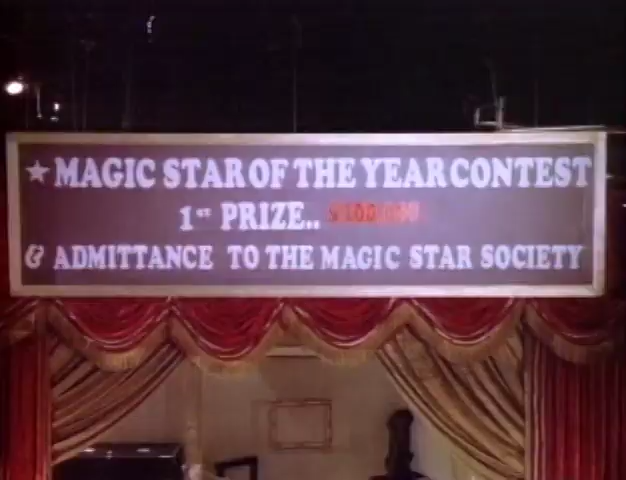 ★ MAGIC STAR OF THE YEAR CONTEST
1ST PRIZE..
& ADMITTANCE TO THE MAGIC STAR SOCIETY